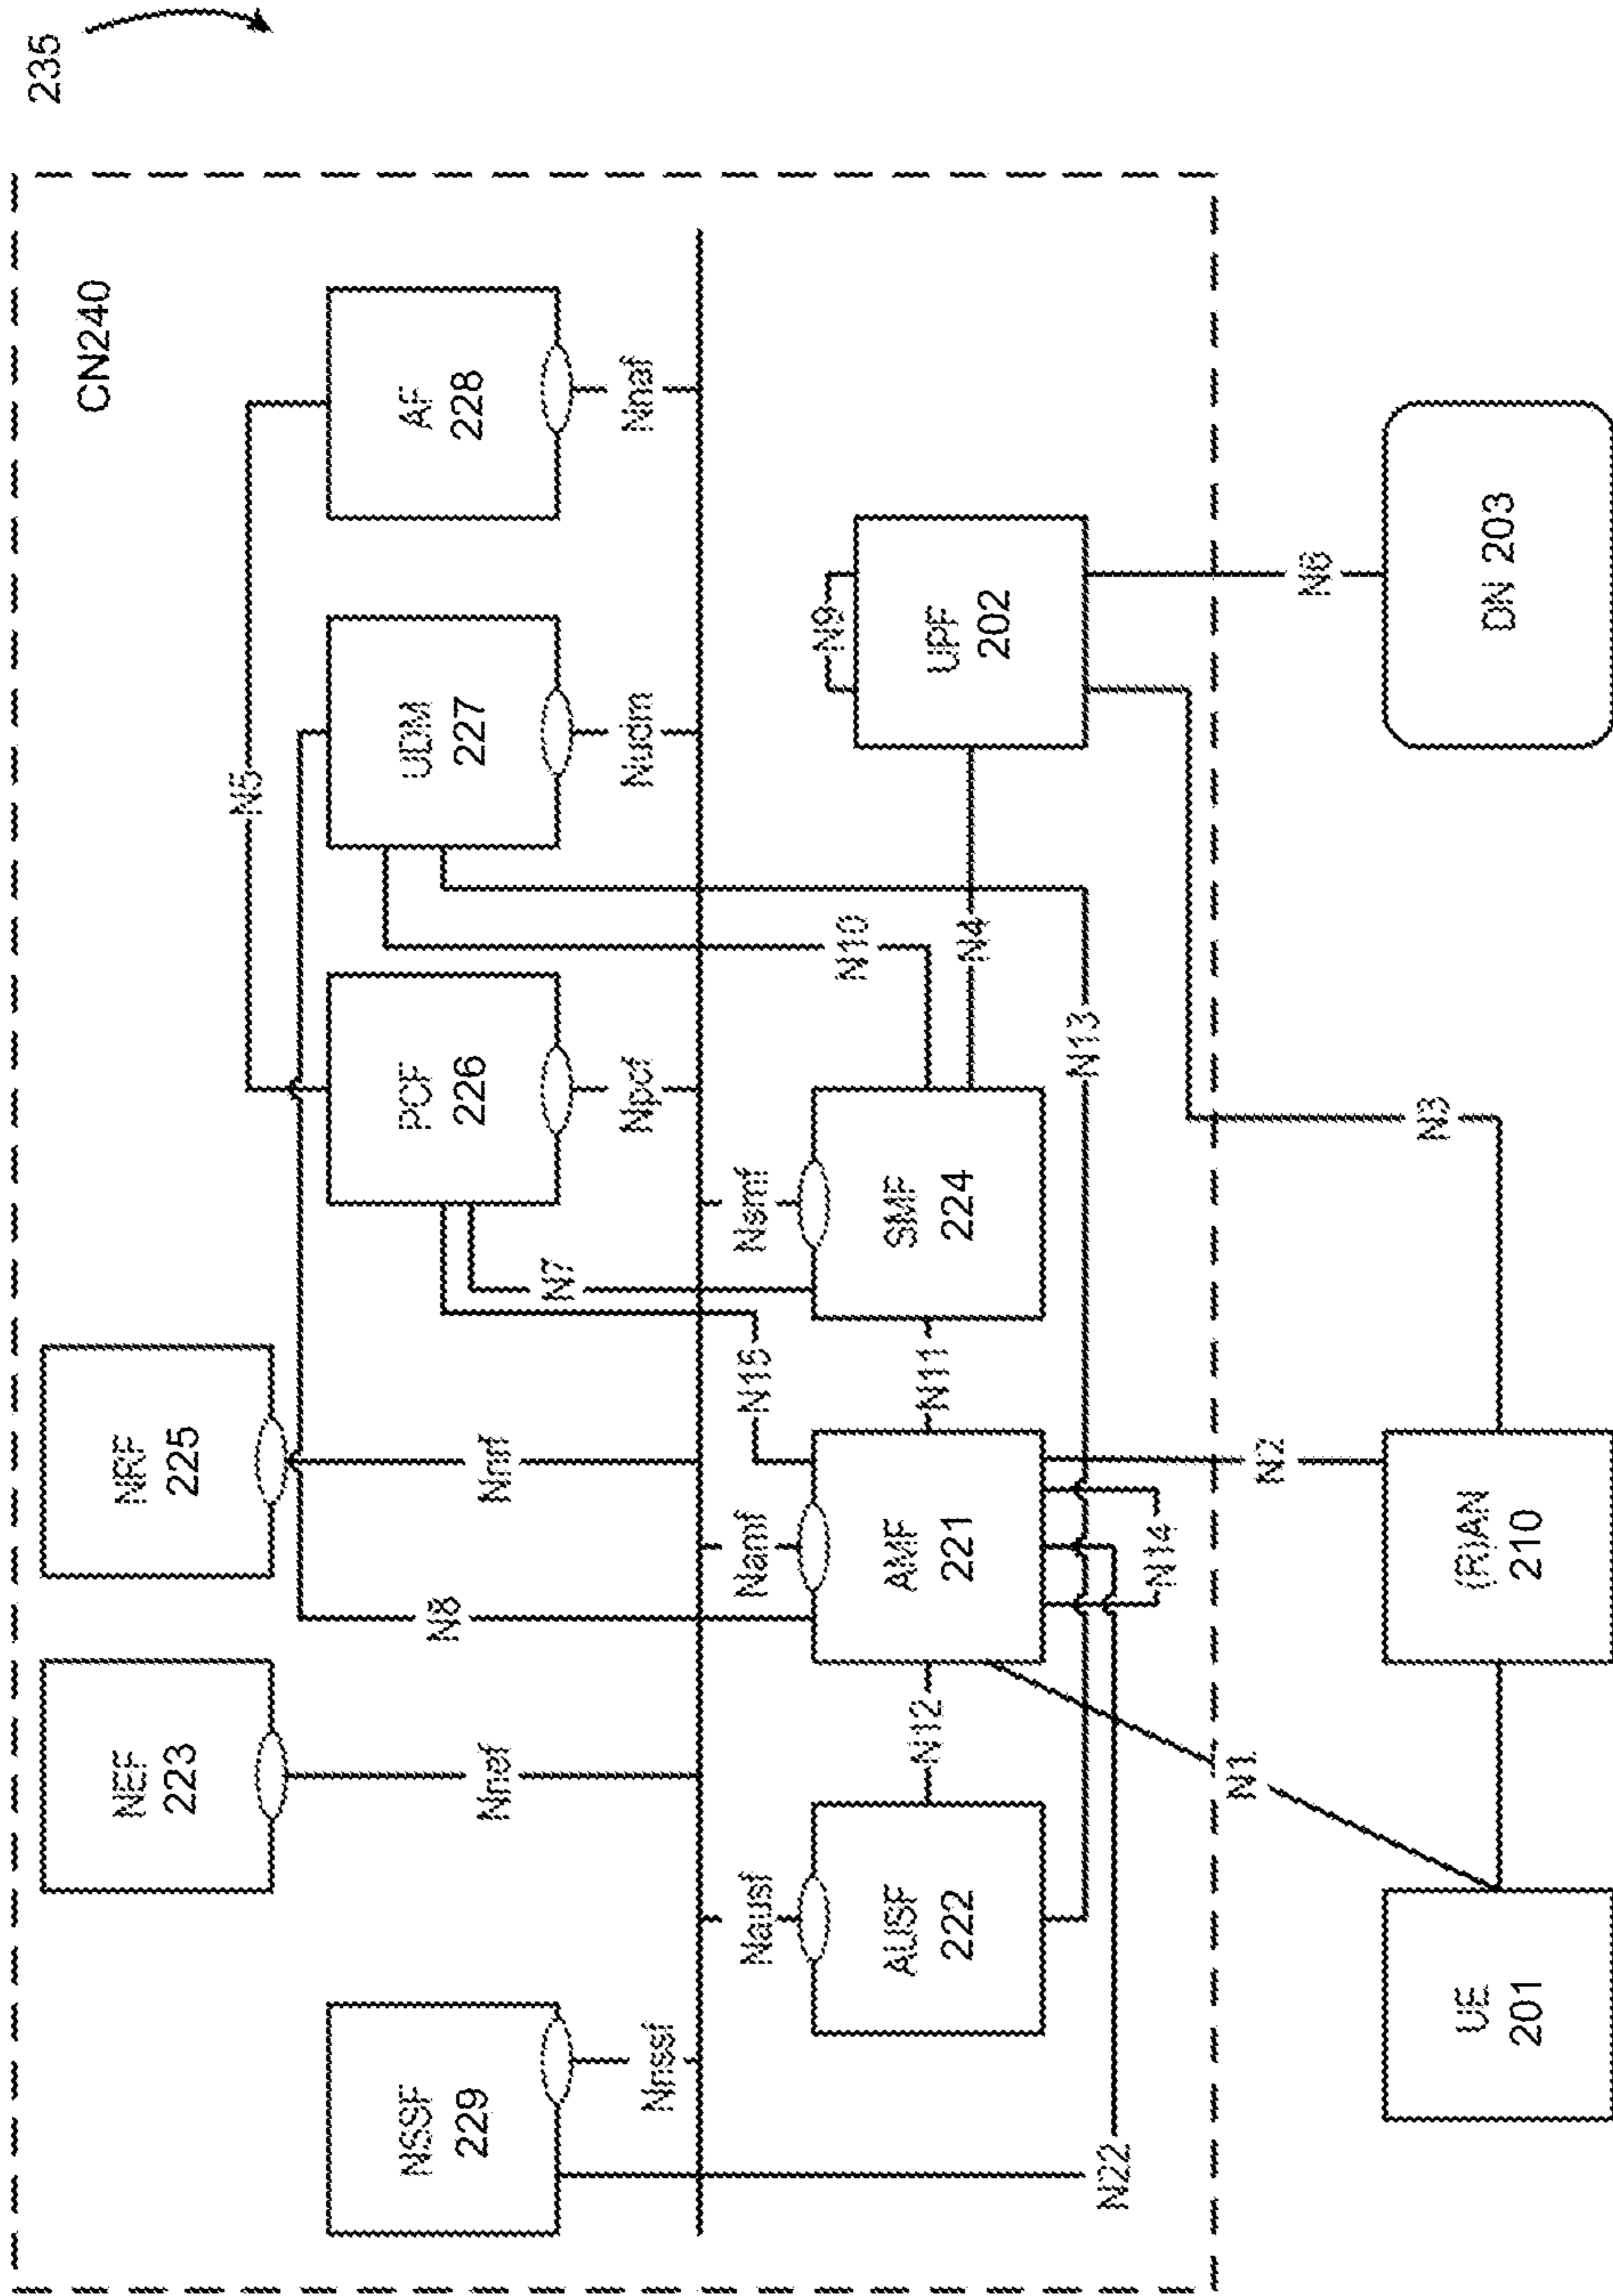 235
CN240
NEF
223
NRF
225
N5
NSSF
229
PCF
226
UDM
227
AF
228
N8
Nnef
Nnrf
N7
Nnssf
Npcf
Nudm
Nnaf
Nausf
Namf
N15
Nsmf
N10
N9
AUSF
222
N12
AMF
221
N11
SMF
224
N4
UPF
202
N13
N22
N14
N1
N2
N3
N6
UE
201
(R)AN
210
DN 203